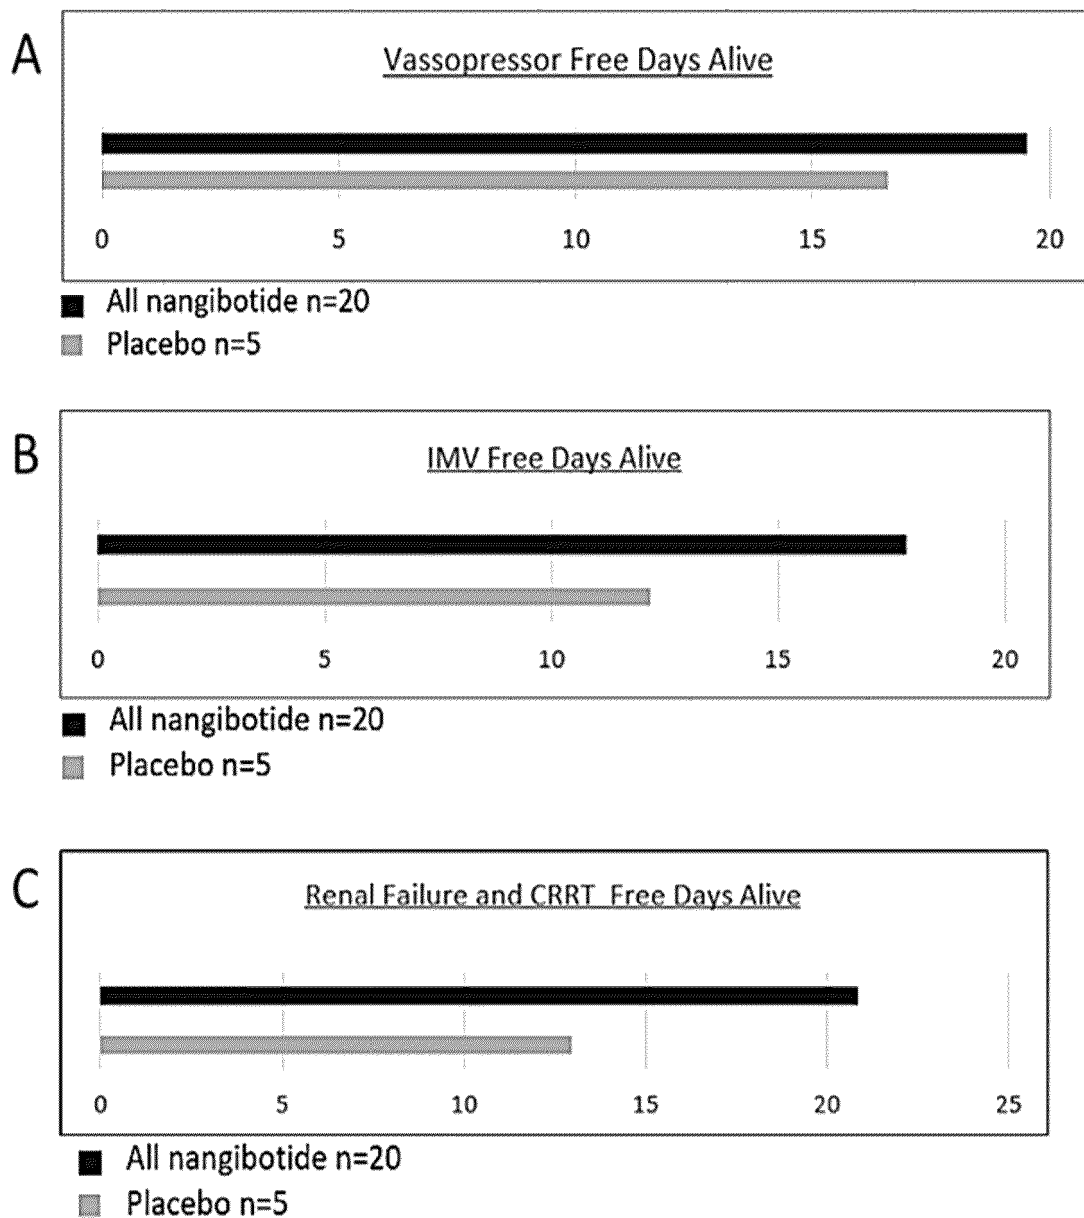 A
Vassopressor Free Days Alive
0 5 10 15 20
All nangibotide n=20
Placebo n=5
B
IMV Free Days Alive
0 5 10 15 20
All nangibotide n=20
Placebo n=5
C
Renal Failure and CRRT Free Days Alive
0 5 10 15 20 25
All nangibotide n=20
Placebo n=5